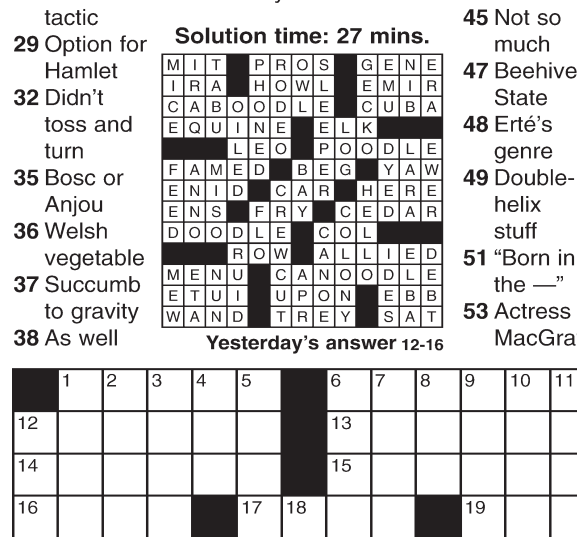 tactic
29 Option for
Hamlet
32 Didn't
toss and
turn
35 Bosc or
Anjou
36 Welsh
vegetable
37 Succumb
to gravity
38 As well
Solution time: 27 mins.
M I T P R O S G E N E
I R A H O W L E M I R
C A B O O D L E C U B A
E Q U I N E E L K
L E O P O O D L E
F A M E D B E G Y A W
E N I D C A R H E R E
E N S F R Y C E D A R
D O O D L E C O L
R O W A L L I E D
M E N U C A N O O D L E
E T U I U P O N E B B
W A N D T R E Y S A T
Yesterday's answer 12-16
45 Not so
much
47 Beehive
State
48 Erté's
genre
49 Double-
helix
stuff
51 “Born in
the —”
53 Actress
MacGra
1 2 3 4 5 6 7 8 9 10 11
12 13
14 15
16 17 18 19